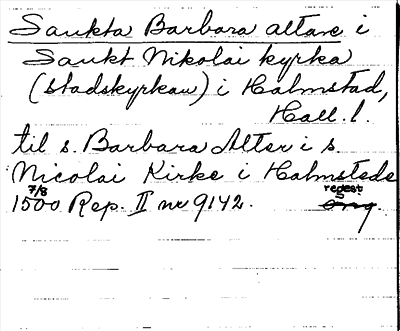 Sankta Barbara altare i
Sankt Nikolai kyrka
(stadskyrkan) i Halmstad,
Hall. l.
til s. Barbara Alter i s.
Nicolai Kirke i Halmstede
7/8
1500 Rep. II nr 9142.
regest
orig.